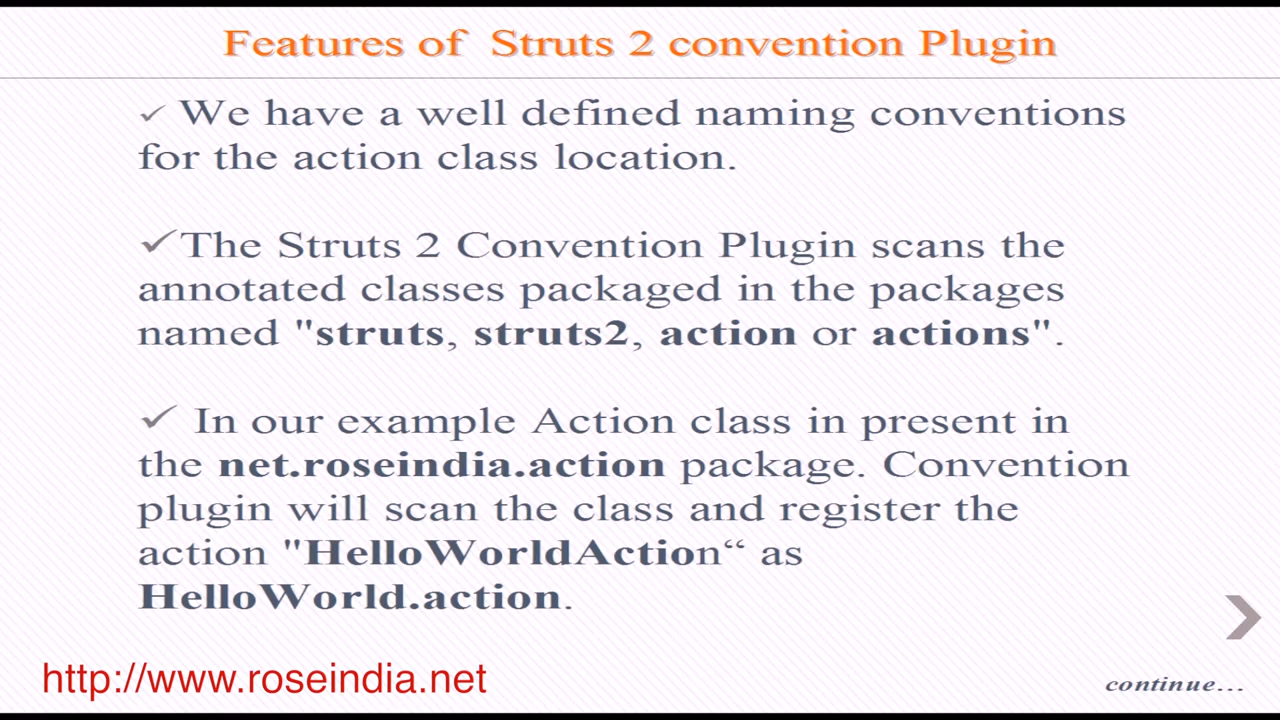 Features of Struts 2 convention Plugin
✓ We have a well defined naming conventions
for the action class location.
✓The Struts 2 Convention Plugin scans the
annotated classes packaged in the packages
named "struts, struts2, action or actions".
✓ In our example Action class in present in
the net.roseindia.action package. Convention
plugin will scan the class and register the
action "HelloWorldAction“ as
HelloWorld.action.
http://www.roseindia.net
continue...